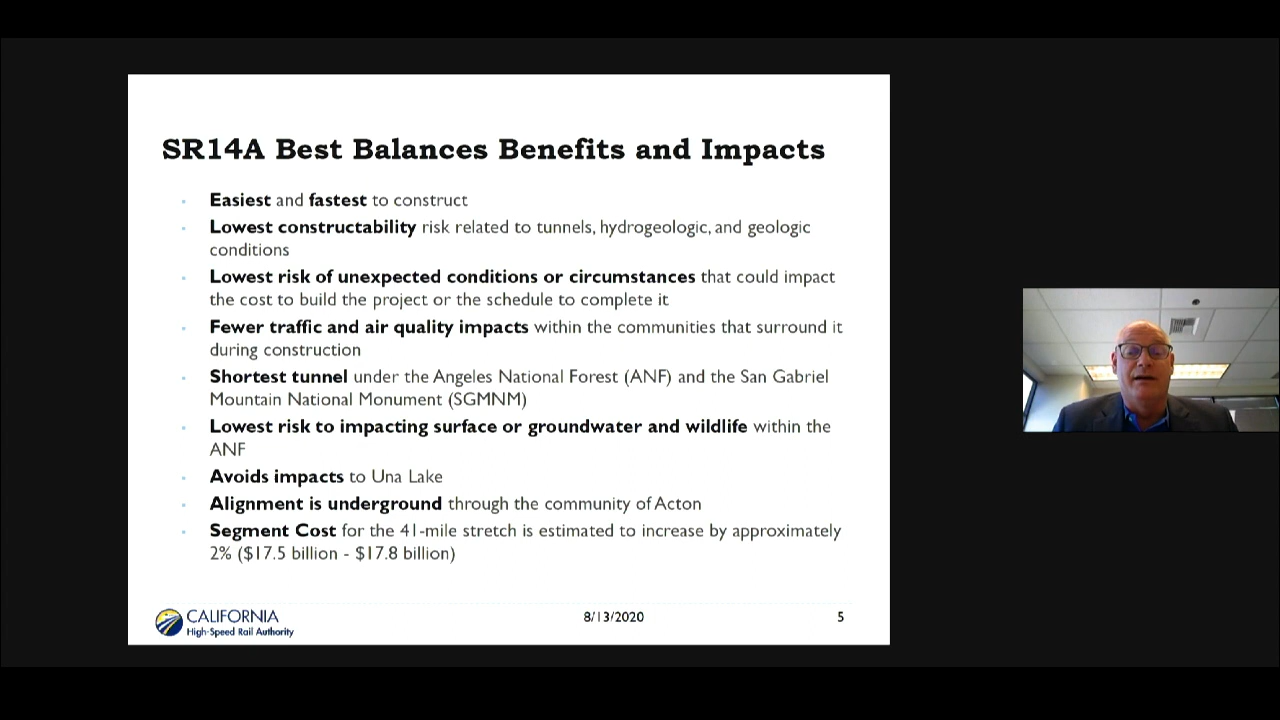 SR14A Best Balances Benefits and Impacts
Easiest and fastest to construct
Lowest constructability risk related to tunnels, hydrogeologic, and geologic
conditions
Lowest risk of unexpected conditions or circumstances that could impact
the cost to build the project or the schedule to complete it
Fewer traffic and air quality impacts within the communities that surround it
during construction
Shortest tunnel under the Angeles National Forest (ANF) and the San Gabriel
Mountain National Monument (SGMNM)
Lowest risk to impacting surface or groundwater and wildlife within the
ANF
Avoids impacts to Una Lake
Alignment is underground through the community of Acton
Segment Cost for the 41-mile stretch is estimated to increase by approximately
2% ($17.5 billion - $17.8 billion)
CALIFORNIA
High-Speed Rail Authority
8/13/2020
5